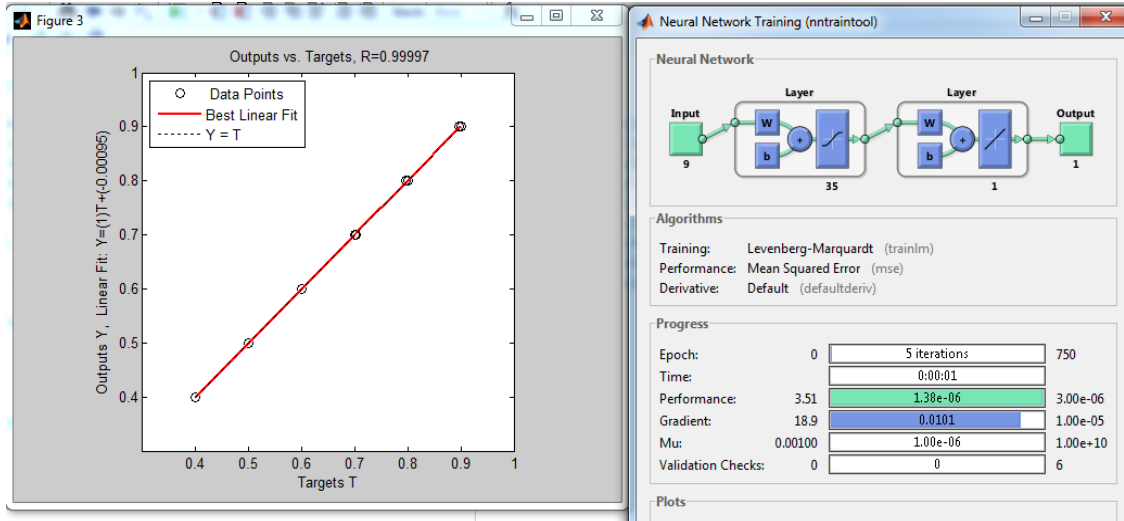 Figure 3
Outputs vs. Targets, R=0.99997
Data Points
Best Linear Fit
Y = T
Outputs Y, Linear Fit: Y=(1)T+(-0.00095)
1
0.9
0.8
0.7
0.6
0.5
0.4
0.4 0.5 0.6 0.7 0.8 0.9 1
Targets T
Neural Network Training (nntraintool)
Neural Network
Layer Layer
Input Output
W W
+ +
b b
9 35 1 1
Algorithms
Training: Levenberg-Marquardt (trainlm)
Performance: Mean Squared Error (mse)
Derivative: Default (defaultderiv)
Progress
Epoch: 0 5 iterations 750
Time: 0:00:01
Performance: 3.51 1.38e-06 3.00e-06
Gradient: 18.9 0.0101 1.00e-05
Mu: 0.00100 1.00e-06 1.00e+10
Validation Checks: 0 0 6
Plots